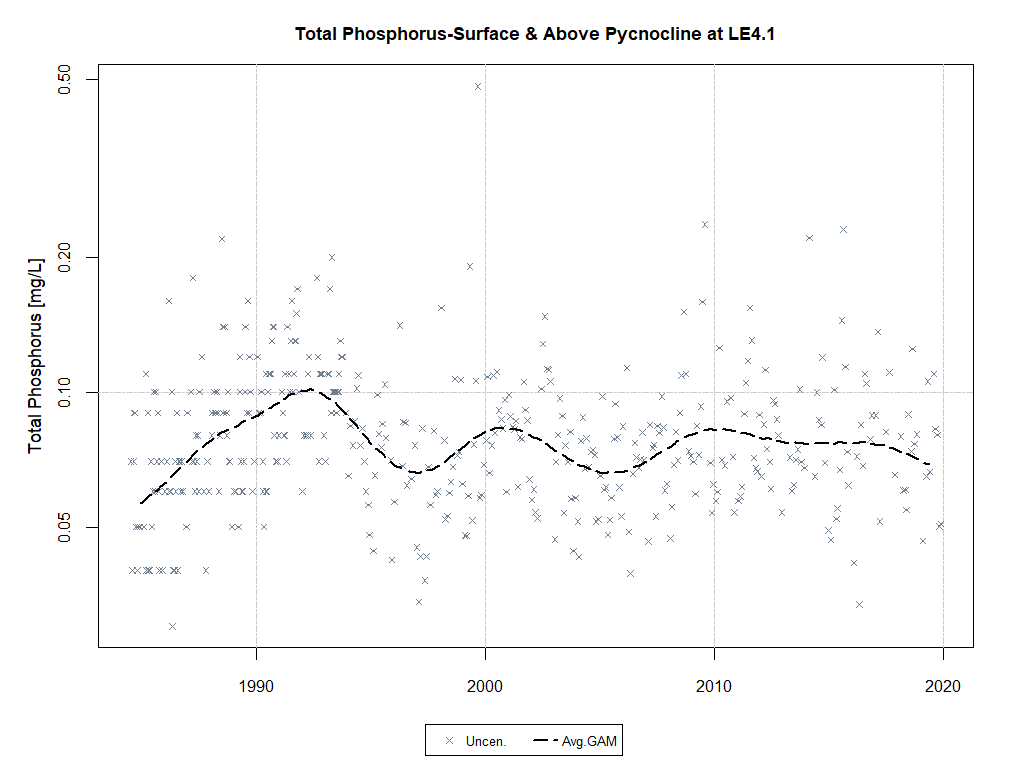 Total Phosphorus-Surface & Above Pycnocline at LE4.1
Total Phosphorus [mg/L]
0.50
0.20
0.10
0.05
1990
2000
2010
2020
Uncen.
Avg.GAM